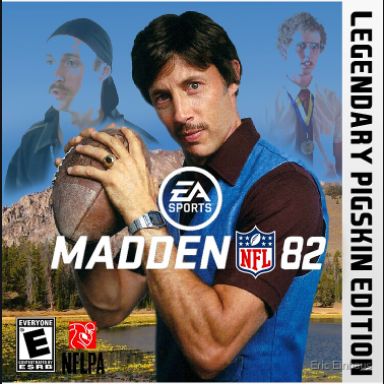 LEGENDARY PIGSKIN EDITION
EA
SPORTS
MADDEN NFL 82
EVERYONE
E
ESRB
NFLPA